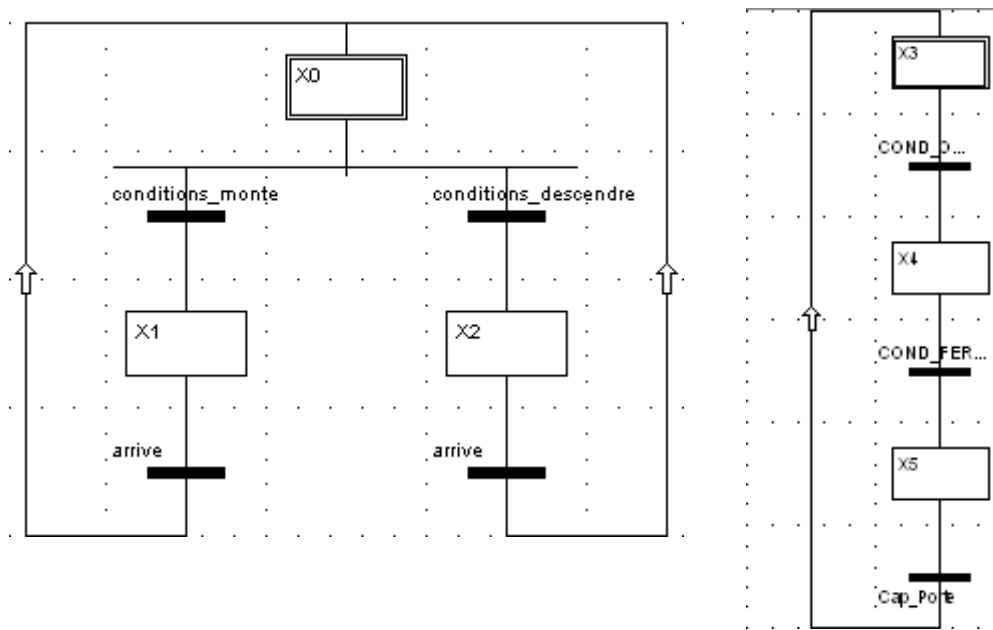 X0
conditions_monte
conditions_descendre
X1
X2
arrive
arrive
X3
COND_O...
X4
COND_FER...
X5
Cap_Porte